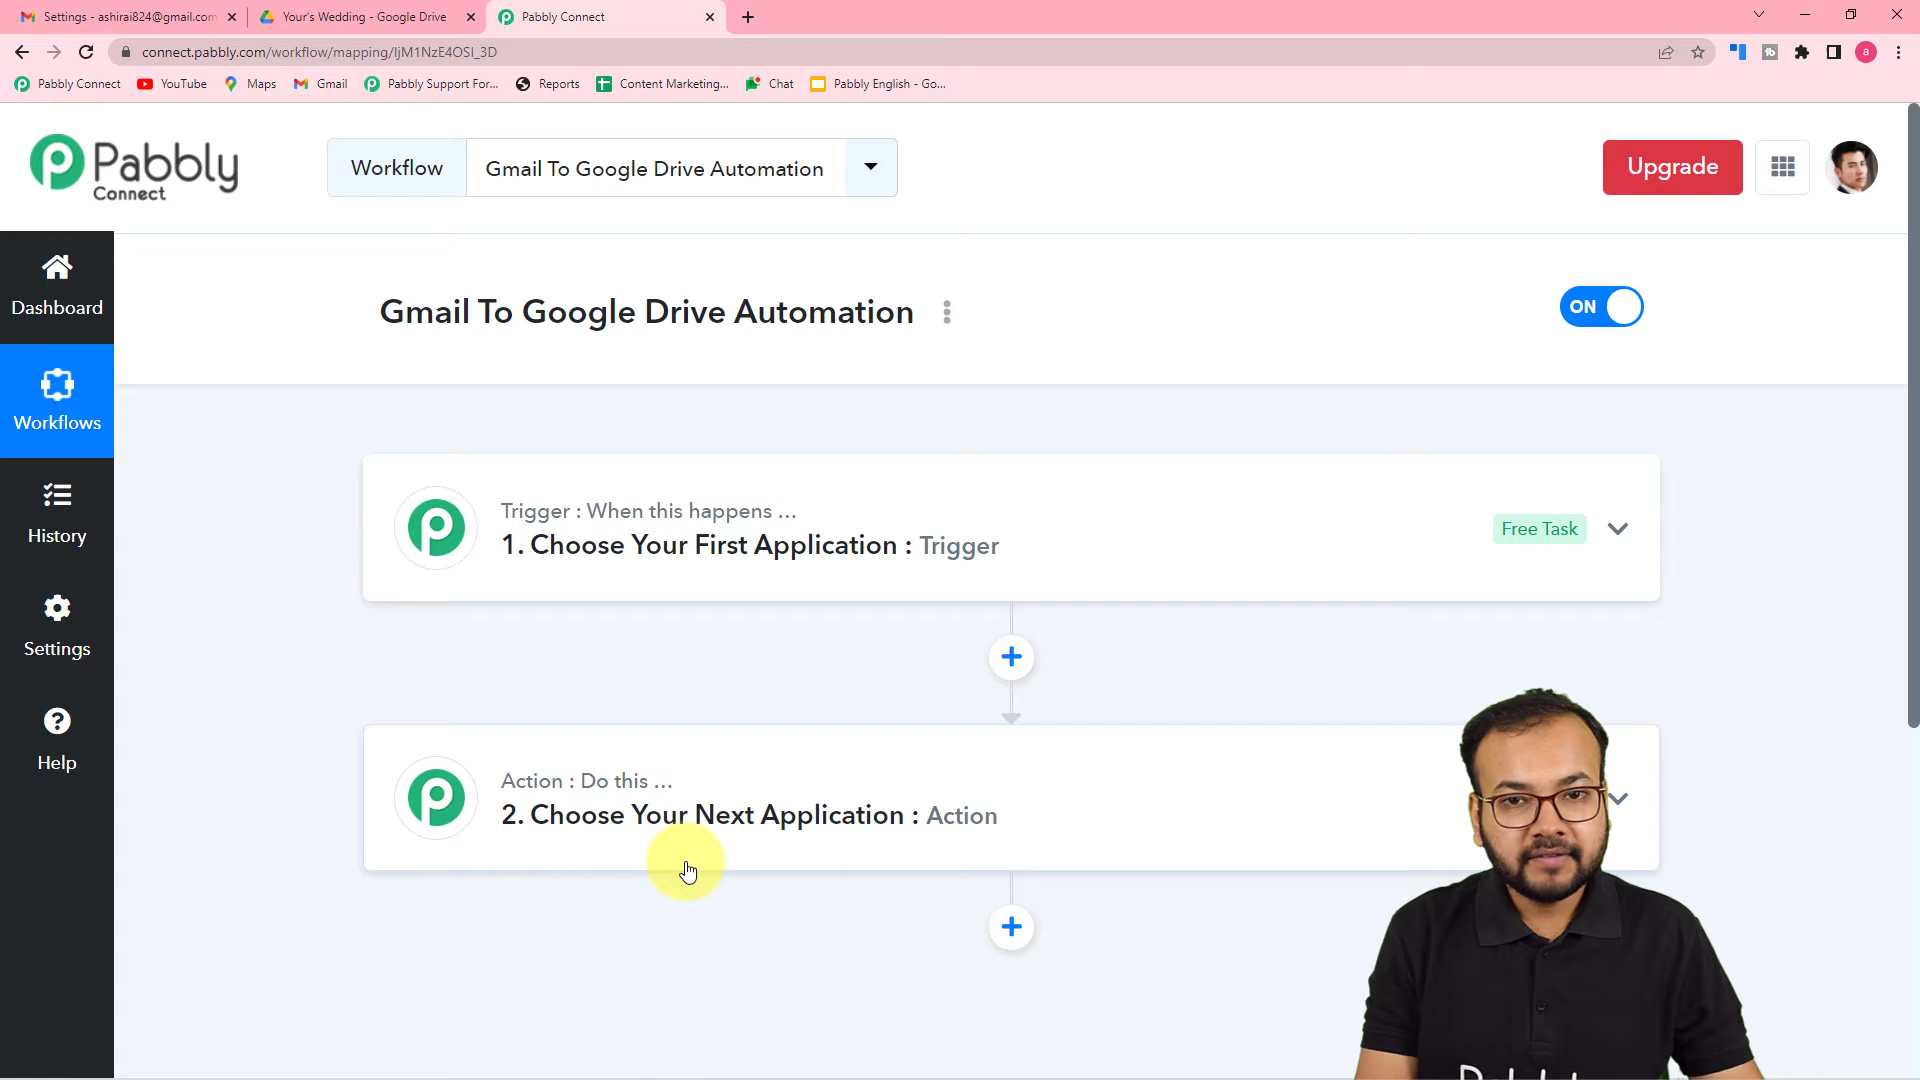 Settings - ashirai824@gmail.com
Your's Wedding - Google Drive
Pabbly Connect
connect.pabbly.com/workflow/mapping/IjM1NzE4OSI_3D
Pabbly Connect
YouTube
Maps
Gmail
Pabbly Support For...
Reports
Content Marketing...
Chat
Pabbly English - Go...
a
Pabbly
Connect
Workflow
Gmail To Google Drive Automation
Upgrade
Dashboard
Workflows
History
Settings
Help
Gmail To Google Drive Automation
ON
Trigger : When this happens ...
1. Choose Your First Application : Trigger
Free Task
Action : Do this ...
2. Choose Your Next Application : Action